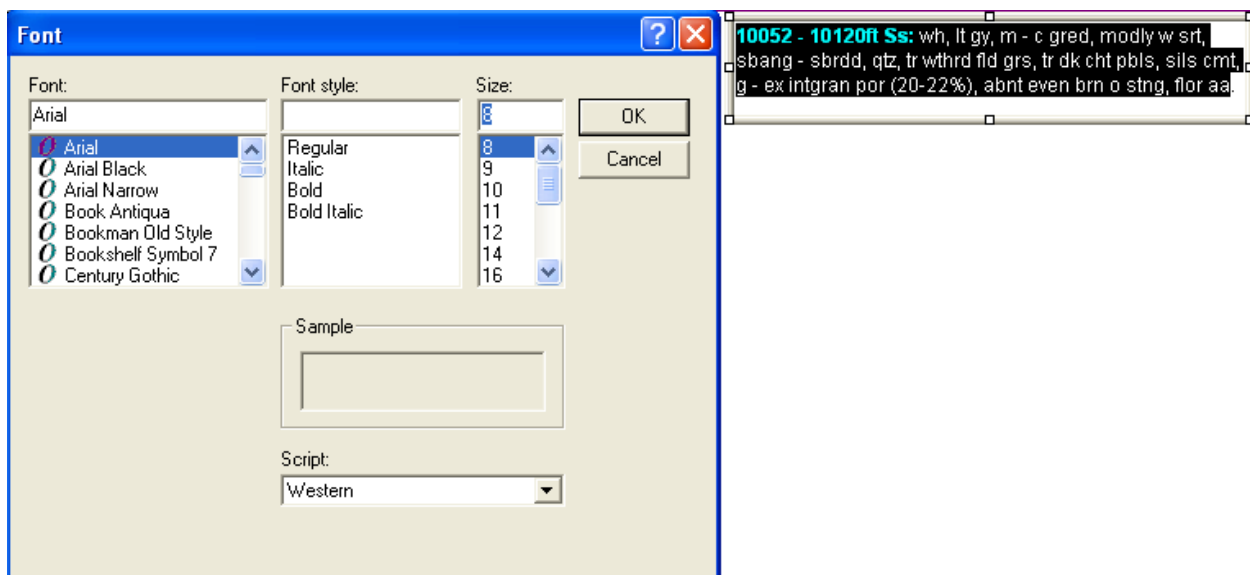 Font
Font:
Arial
Arial
Arial Black
Arial Narrow
Book Antiqua
Bookman Old Style
Bookshelf Symbol 7
Century Gothic
Font style:
Regular
Italic
Bold
Bold Italic
Size:
8
8
9
10
11
12
14
16
OK
Cancel
Sample
Script:
Western
10052 - 10120ft Ss: wh, lt gy, m - c gred, modly w srt,
sbang - sbrdd, qtz, tr wthrd fld grs, tr dk cht pbls, sils cmt,
g - ex intgran por (20-22%), abnt even brn o stng, flor aa.